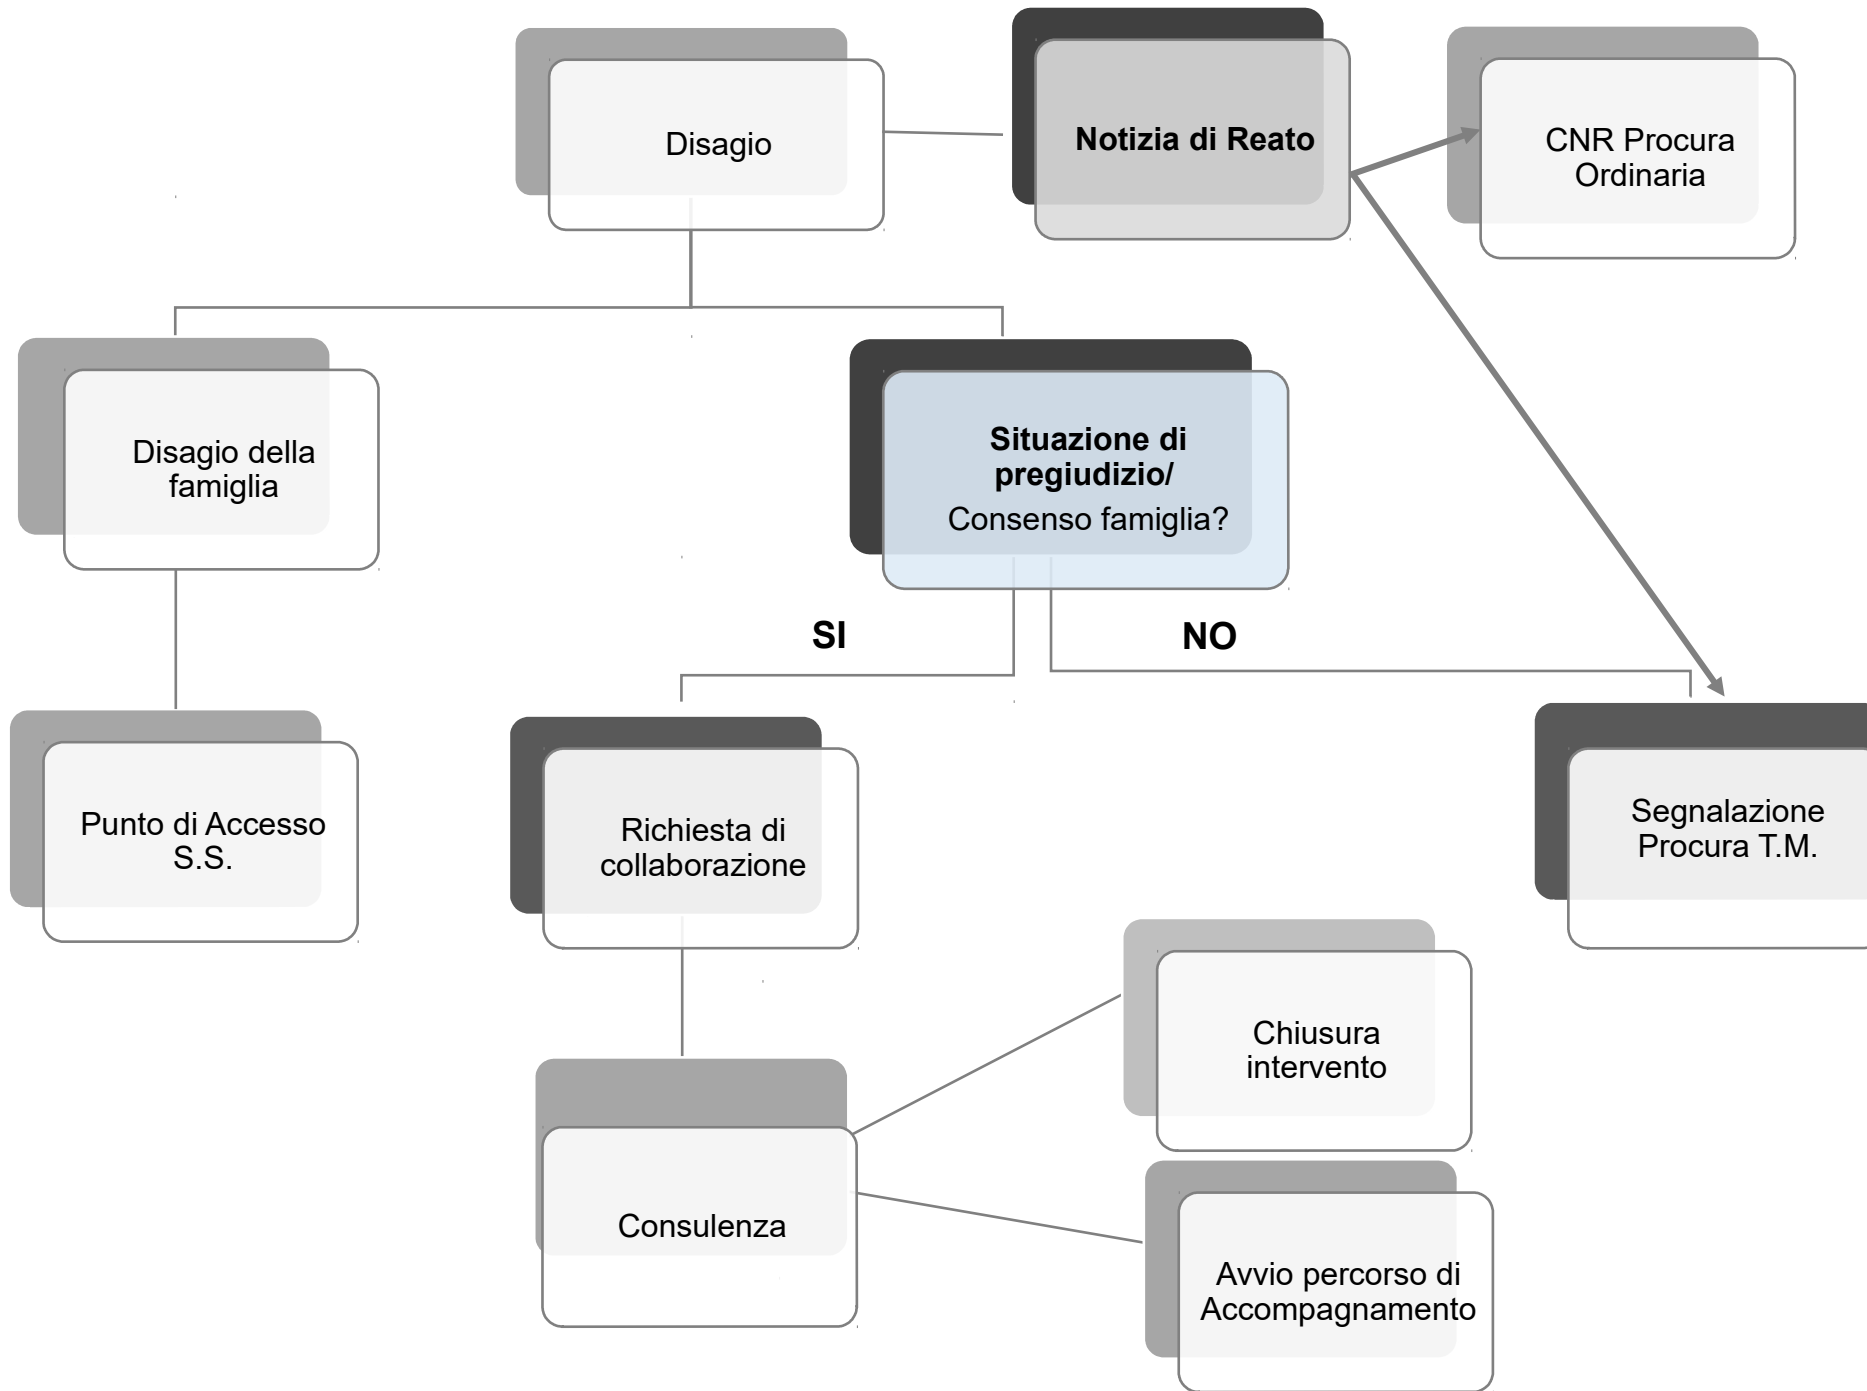 Disagio
Notizia di Reato
CNR Procura
Ordinaria
Disagio della
famiglia
Situazione di
pregiudizio/
Consenso famiglia?
SI
NO
Punto di Accesso
S.S.
Richiesta di
collaborazione
Segnalazione
Procura T.M.
Chiusura
intervento
Consulenza
Avvio percorso di
Accompagnamento